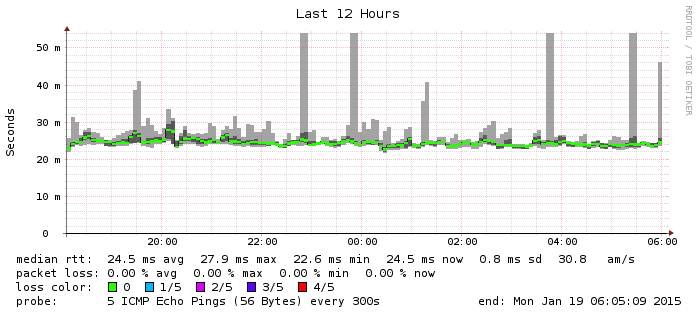 Last 12 Hours
RRDTOOL / TOBI OETIKER
Seconds
50 m
40 m
30 m
20 m
10 m
0
20:00 22:00 00:00 02:00 04:00 06:00
median rtt: 24.5 ms avg 27.9 ms max 22.6 ms min 24.5 ms now 0.8 ms sd 30.8 am/s
packet loss: 0.00 % avg 0.00 % max 0.00 % min 0.00 % now
loss color: 0 1/5 2/5 3/5 4/5
probe: 5 ICMP Echo Pings (56 Bytes) every 300s end: Mon Jan 19 06:05:09 2015